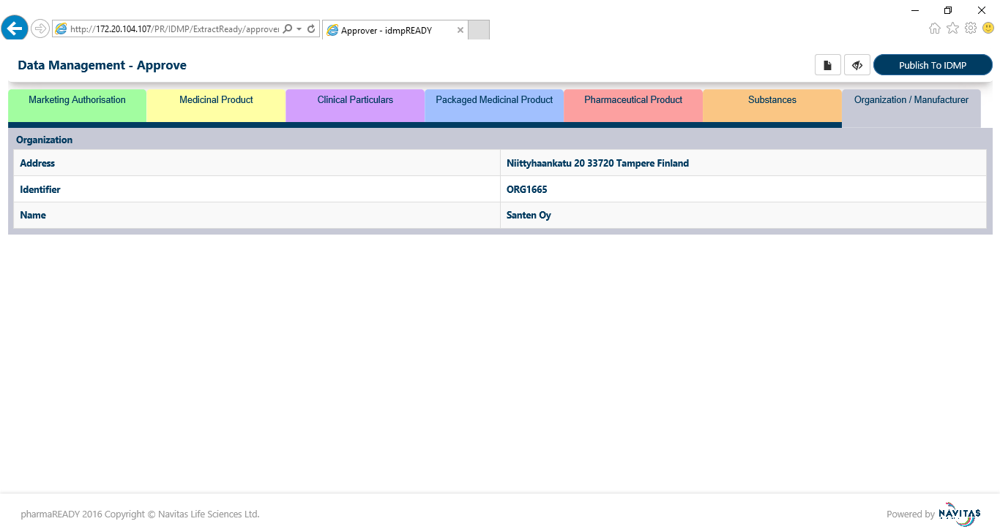 http://172.20.104.107/PR/IDMP/ExtractReady/approver
Approver - idmpREADY
Data Management - Approve
Publish To IDMP
Marketing Authorisation
Medicinal Product
Clinical Particulars
Packaged Medicinal Product
Pharmaceutical Product
Substances
Organization / Manufacturer
Organization
Address
Niittyhaankatu 20 33720 Tampere Finland
Identifier
ORG1665
Name
Santen Oy
pharmaREADY 2016 Copyright © Navitas Life Sciences Ltd.
Powered by
NAVITAS